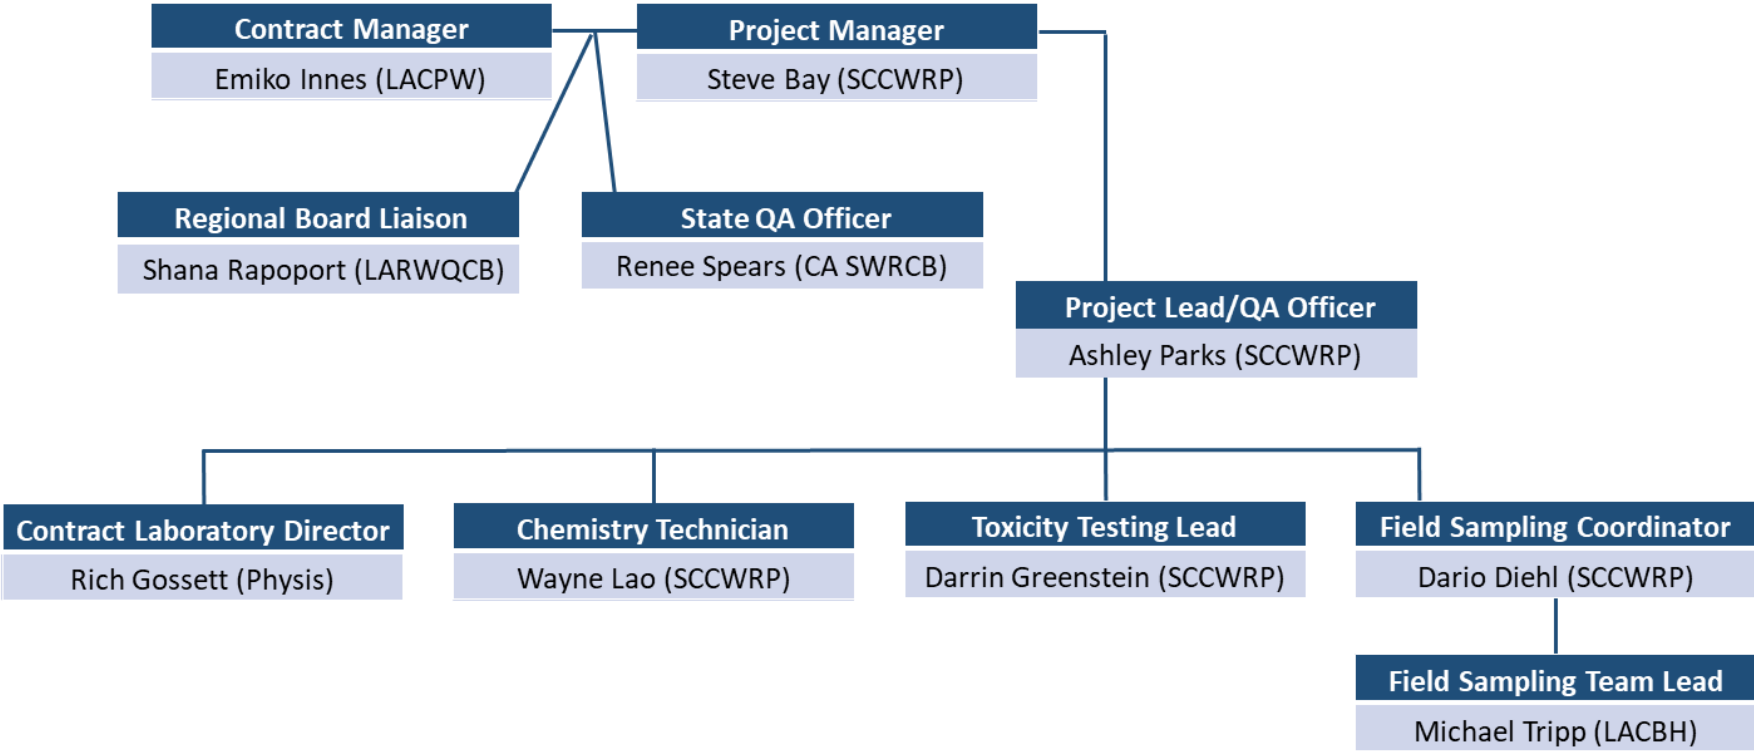 Contract Manager
Emiko Innes (LACPW)
Project Manager
Steve Bay (SCCWRP)
Regional Board Liaison
Shana Rapoport (LARWQCB)
State QA Officer
Renee Spears (CA SWRCB)
Project Lead/QA Officer
Ashley Parks (SCCWRP)
Contract Laboratory Director
Rich Gossett (Physis)
Chemistry Technician
Wayne Lao (SCCWRP)
Toxicity Testing Lead
Darrin Greenstein (SCCWRP)
Field Sampling Coordinator
Dario Diehl (SCCWRP)
Field Sampling Team Lead
Michael Tripp (LACBH)